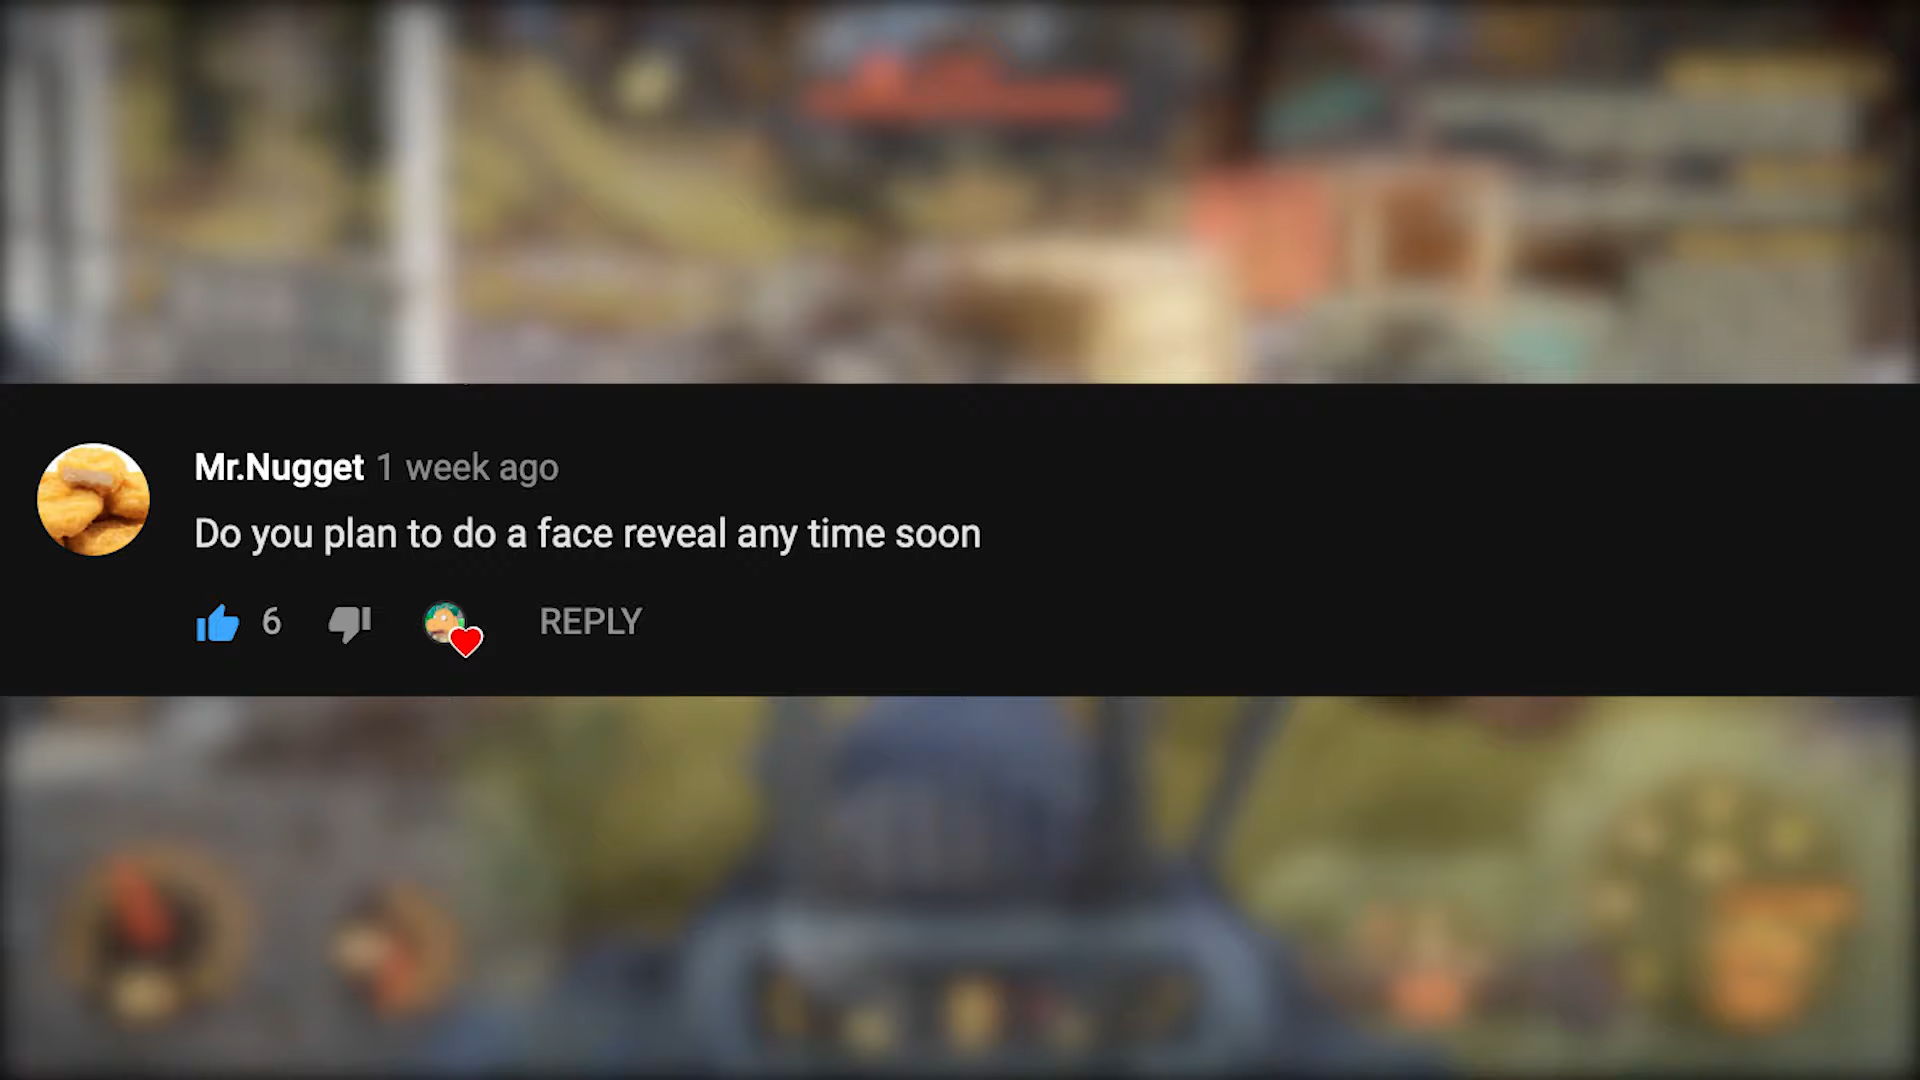 Mr.Nugget 1 week ago
Do you plan to do a face reveal any time soon
6 REPLY